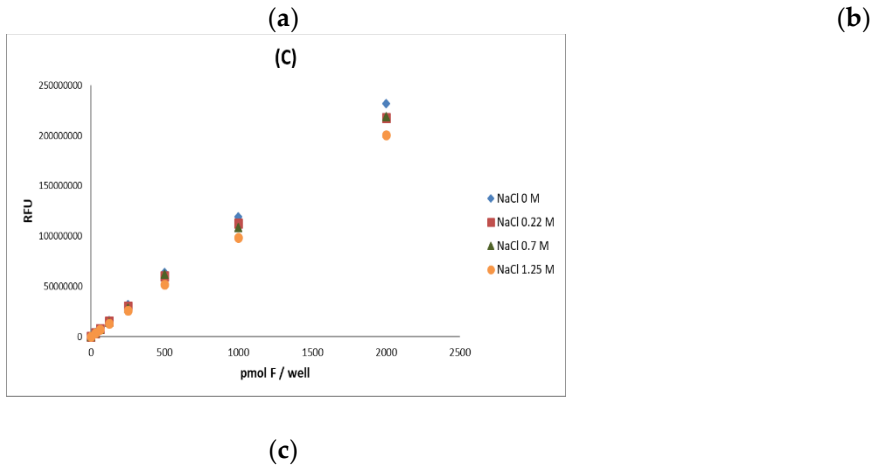 (a)
(b)
(C)
250000000
200000000
150000000
100000000
50000000
0
RFU
0
500
1000
1500
2000
2500
pmol F / well
NaCl 0 M
NaCl 0.22 M
NaCl 0.7 M
NaCl 1.25 M
(c)